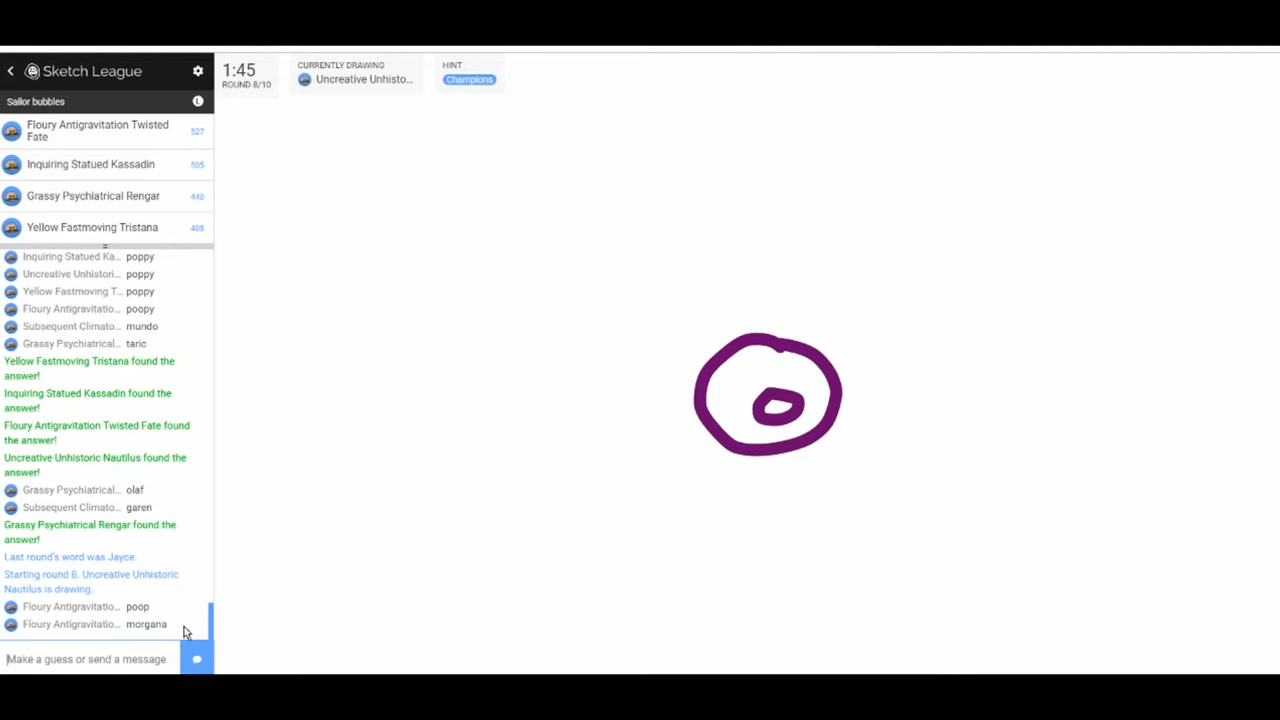 Sketch League
1:45
ROUND 8/10
CURRENTLY DRAWING
Uncreative Unhisto...
HINT
Champions
Sailor bubbles
L
Floury Antigravitation Twisted
Fate
527
Inquiring Statued Kassadin 505
Grassy Psychiatrical Rengar 440
Yellow Fastmoving Tristana 408
Inquiring Statued Ka... poppy
Uncreative Unhistori... poppy
Yellow Fastmoving T... poppy
Floury Antigravitatio... poopy
Subsequent Climato... mundo
Grassy Psychiatrical... taric
Yellow Fastmoving Tristana found the
answer!
Inquiring Statued Kassadin found the
answer!
Floury Antigravitation Twisted Fate found
the answer!
Uncreative Unhistoric Nautilus found the
answer!
Grassy Psychiatrical... olaf
Subsequent Climato... garen
Grassy Psychiatrical Rengar found the
answer!
Last round's word was Jayce.
Starting round 8. Uncreative Unhistoric
Nautilus is drawing.
Floury Antigravitatio... poop
Floury Antigravitatio... morgana
Make a guess or send a message